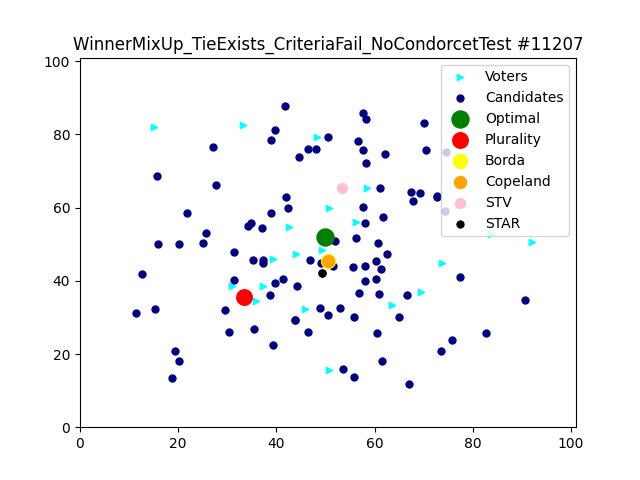 WinnerMixUp_TieExists_CriteriaFail_NoCondorcetTest #11207
100
80
60
40
20
0
0 20 40 60 80 100
Voters
Candidates
Optimal
Plurality
Borda
Copeland
STV
STAR